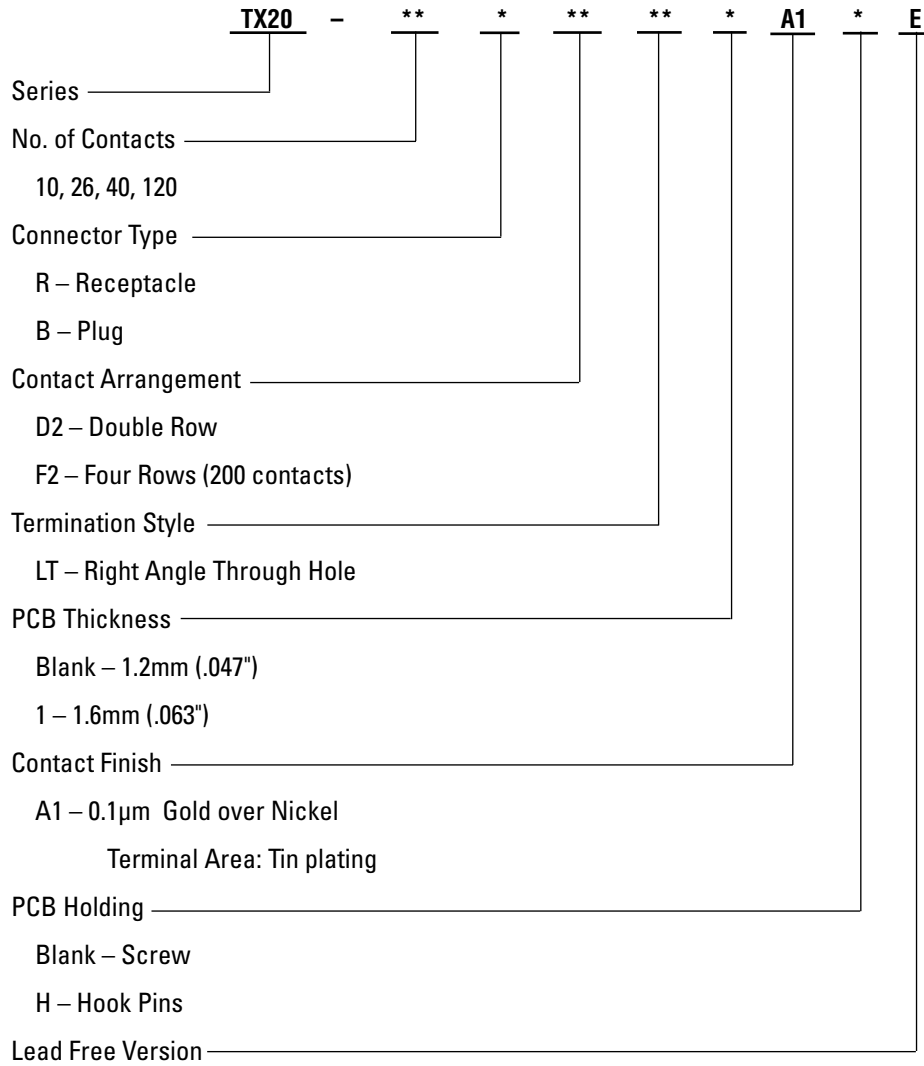 TX20 – ** * ** ** * A1 * E
Series
No. of Contacts
10, 26, 40, 120
Connector Type
R – Receptacle
B – Plug
Contact Arrangement
D2 – Double Row
F2 – Four Rows (200 contacts)
Termination Style
LT – Right Angle Through Hole
PCB Thickness
Blank – 1.2mm (.047")
1 – 1.6mm (.063")
Contact Finish
A1 – 0.1µm Gold over Nickel
Terminal Area: Tin plating
PCB Holding
Blank – Screw
H – Hook Pins
Lead Free Version